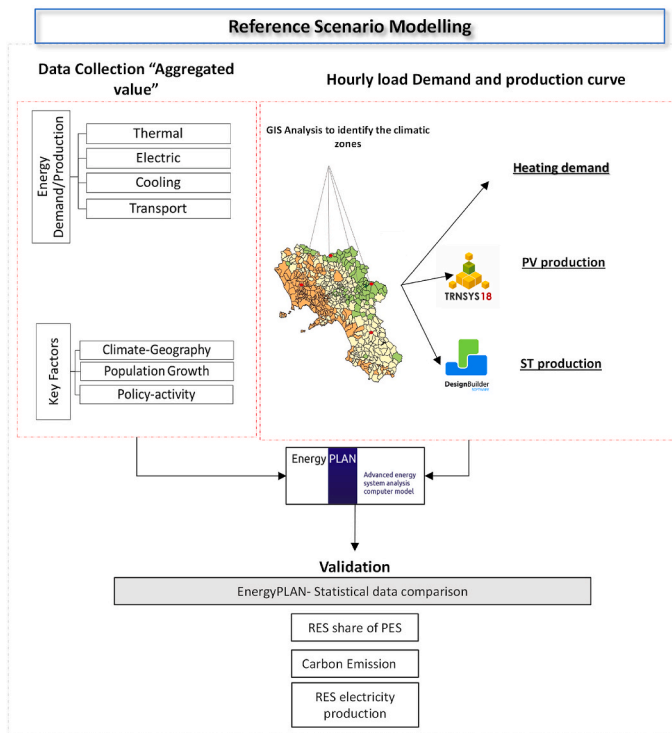 Reference Scenario Modelling
Data Collection “Aggregated
value”
Energy
Demand/Production
Thermal
Electric
Cooling
Transport
Key Factors
Climate-Geography
Population Growth
Policy-activity
Hourly load Demand and production curve
GIS Analysis to identify the climatic
zones
Heating demand
PV production
TRNSYS18
ST production
DesignBuilder
SOFTWARE
EnergyPLAN
Advanced energy
system analysis
computer model
Validation
EnergyPLAN- Statistical data comparison
RES share of PES
Carbon Emission
RES electricity
production